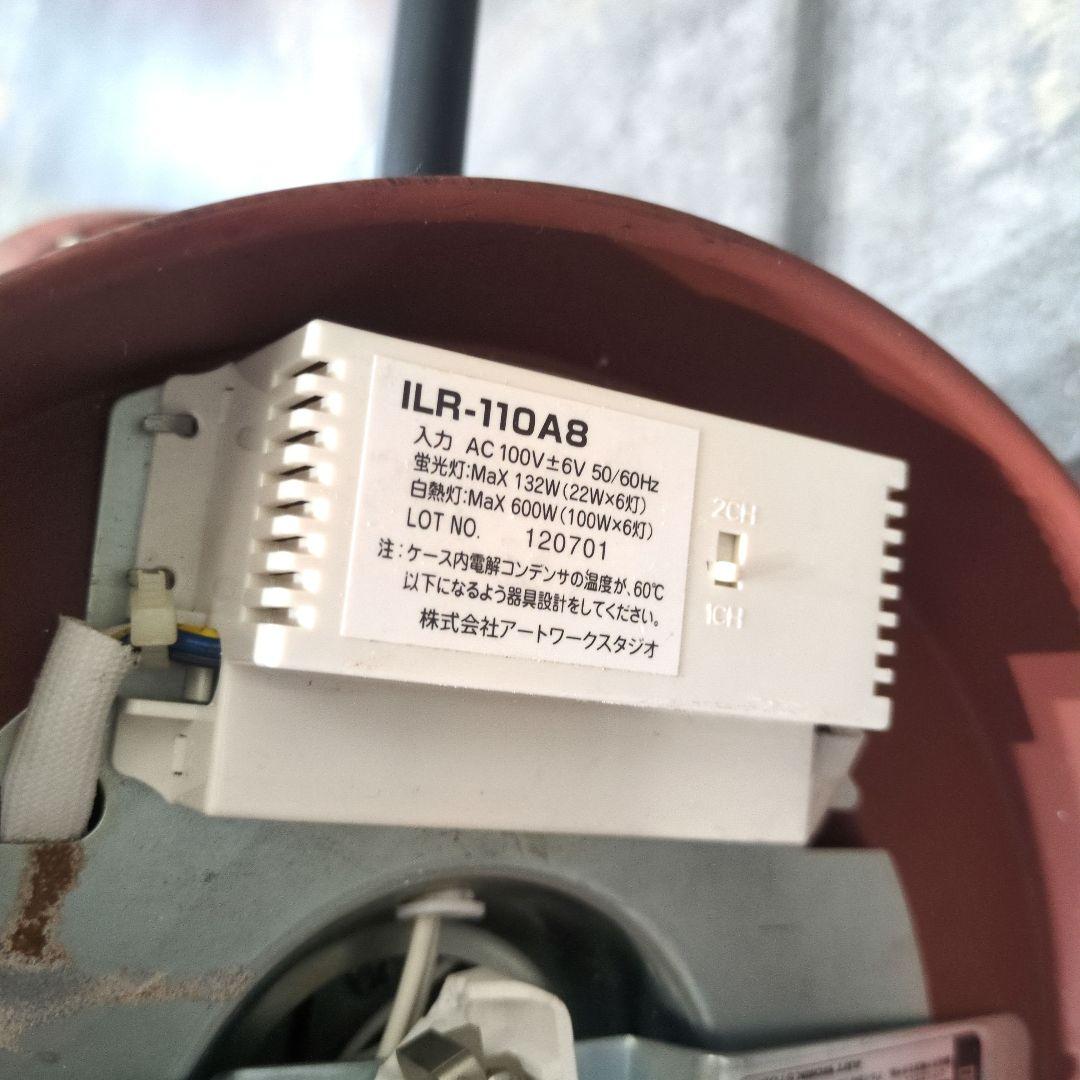 ILR-110A8
入力 AC 100V±6V 50/60Hz
蛍光灯:MaX 132W(22W×6灯)
白熱灯:MaX 600W(100W×6灯)
LOT NO. 120701
注:ケース内電解コンデンサの温度が、60℃
以下になるよう器具設計をしてください。
株式会社アートワークスタジオ
2CH
1CH